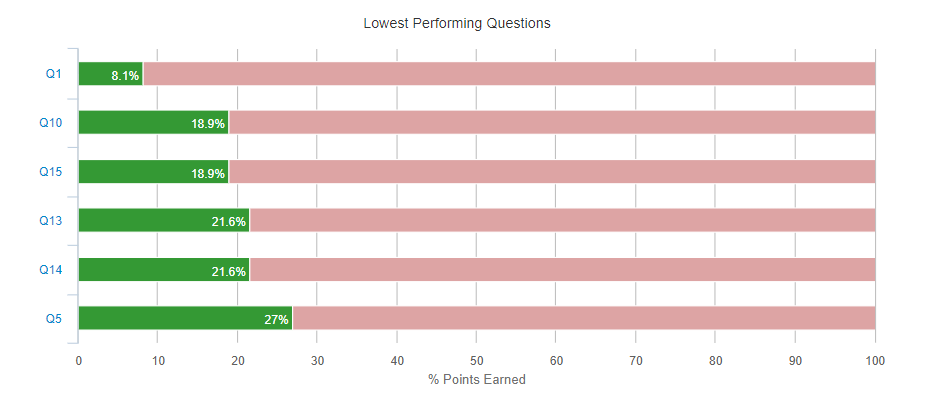 Lowest Performing Questions
Q1 8.1%
Q10 18.9%
Q15 18.9%
Q13 21.6%
Q14 21.6%
Q5 27%
0 10 20 30 40 50 60 70 80 90 100
% Points Earned